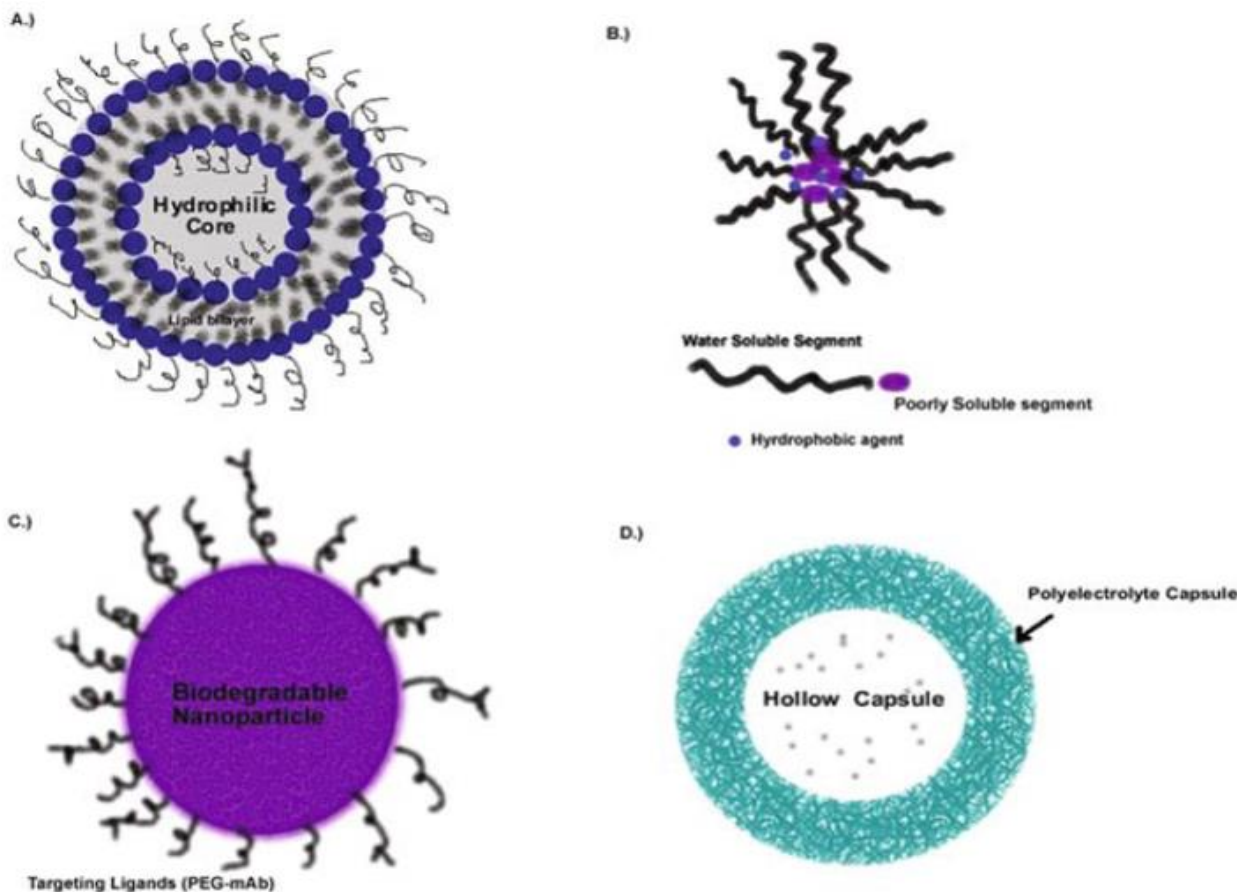 A.)
Hydrophilic
Core
Lipid bilayer
B.)
Water Soluble Segment
Poorly Soluble segment
Hyrdrophobic agent
C.)
Biodegradable
Nanoparticle
Targeting Ligands (PEG-mAb)
D.)
Polyelectrolyte Capsule
Hollow Capsule